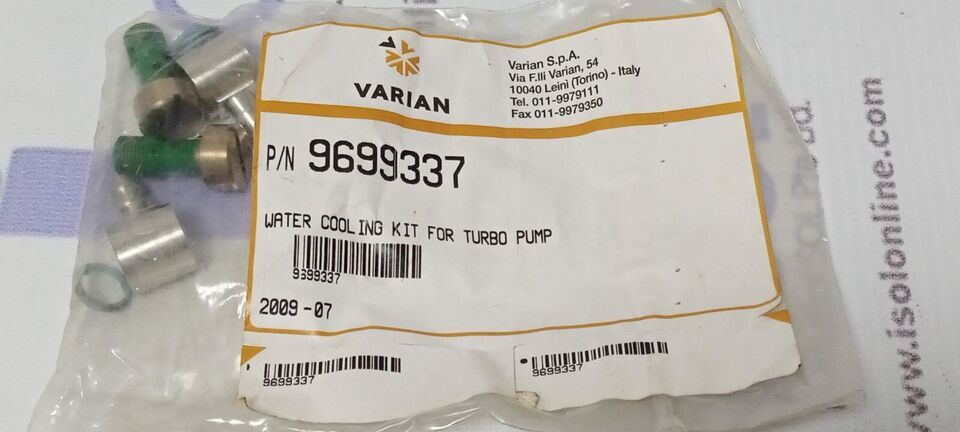 VARIAN
Varian S.p.A.
Via F.lli Varian, 54
10040 Leinì (Torino) - Italy
Tel. 011-9979111
Fax 011-9979350
P/N 9699337
WATER COOLING KIT FOR TURBO PUMP
9699337
2009-07
9699337
9699337
www.isolonline.com